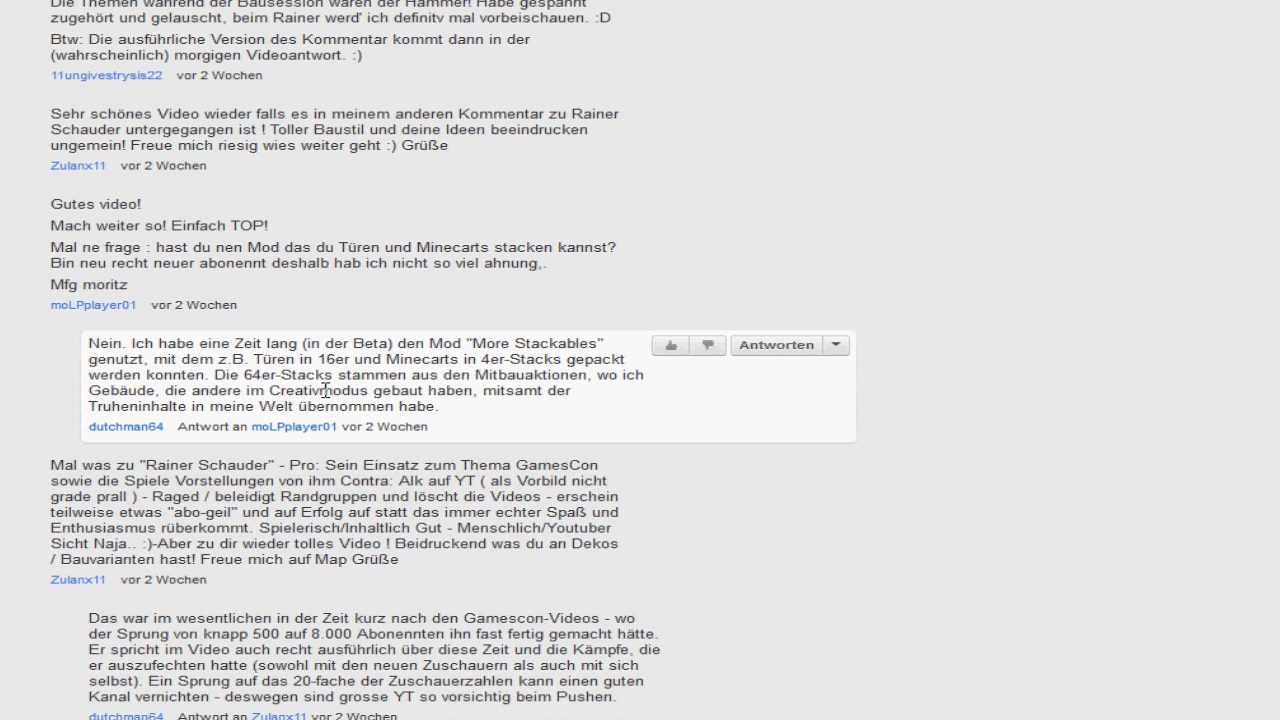 Die Themen während der Bausession waren der Hammer! Habe gespannt
zugehört und gelauscht, beim Rainer werd' ich definitv mal vorbeischauen. :D
Btw: Die ausführliche Version des Kommentar kommt dann in der
(wahrscheinlich) morgigen Videoantwort. :)
11ungivestrysis22 vor 2 Wochen
Sehr schönes Video wieder falls es in meinem anderen Kommentar zu Rainer
Schauder untergegangen ist ! Toller Baustil und deine Ideen beeindrucken
ungemein! Freue mich riesig wies weiter geht :) Grüße
Zulanx11 vor 2 Wochen
Gutes video!
Mach weiter so! Einfach TOP!
Mal ne frage : hast du nen Mod das du Türen und Minecarts stacken kannst?
Bin neu recht neuer abonennt deshalb hab ich nicht so viel ahnung,.
Mfg moritz
moLPplayer01 vor 2 Wochen
Nein. Ich habe eine Zeit lang (in der Beta) den Mod "More Stackables"
genutzt, mit dem z.B. Türen in 16er und Minecarts in 4er-Stacks gepackt
werden konnten. Die 64er-Stacks stammen aus den Mitbauaktionen, wo ich
Gebäude, die andere im Creativmodus gebaut haben, mitsamt der
Truheninhalte in meine Welt übernommen habe.
Antworten
dutchman64 Antwort an moLPplayer01 vor 2 Wochen
Mal was zu "Rainer Schauder" - Pro: Sein Einsatz zum Thema GamesCon
sowie die Spiele Vorstellungen von ihm Contra: Alk auf YT ( als Vorbild nicht
grade prall ) - Raged / beleidigt Randgruppen und löscht die Videos - erschein
teilweise etwas "abo-geil" und auf Erfolg auf statt das immer echter Spaß und
Enthusiasmus rüberkommt. Spielerisch/Inhaltlich Gut - Menschlich/Youtuber
Sicht Naja.. :)-Aber zu dir wieder tolles Video ! Beidruckend was du an Dekos
/ Bauvarianten hast! Freue mich auf Map Grüße
Zulanx11 vor 2 Wochen
Das war im wesentlichen in der Zeit kurz nach den Gamescon-Videos - wo
der Sprung von knapp 500 auf 8.000 Abonennten ihn fast fertig gemacht hätte.
Er spricht im Video auch recht ausführlich über diese Zeit und die Kämpfe, die
er auszufechten hatte (sowohl mit den neuen Zuschauern als auch mit sich
selbst). Ein Sprung auf das 20-fache der Zuschauerzahlen kann einen guten
Kanal vernichten - deswegen sind grosse YT so vorsichtig beim Pushen.
dutchman64 Antwort an Zulanx11 vor 2 Wochen